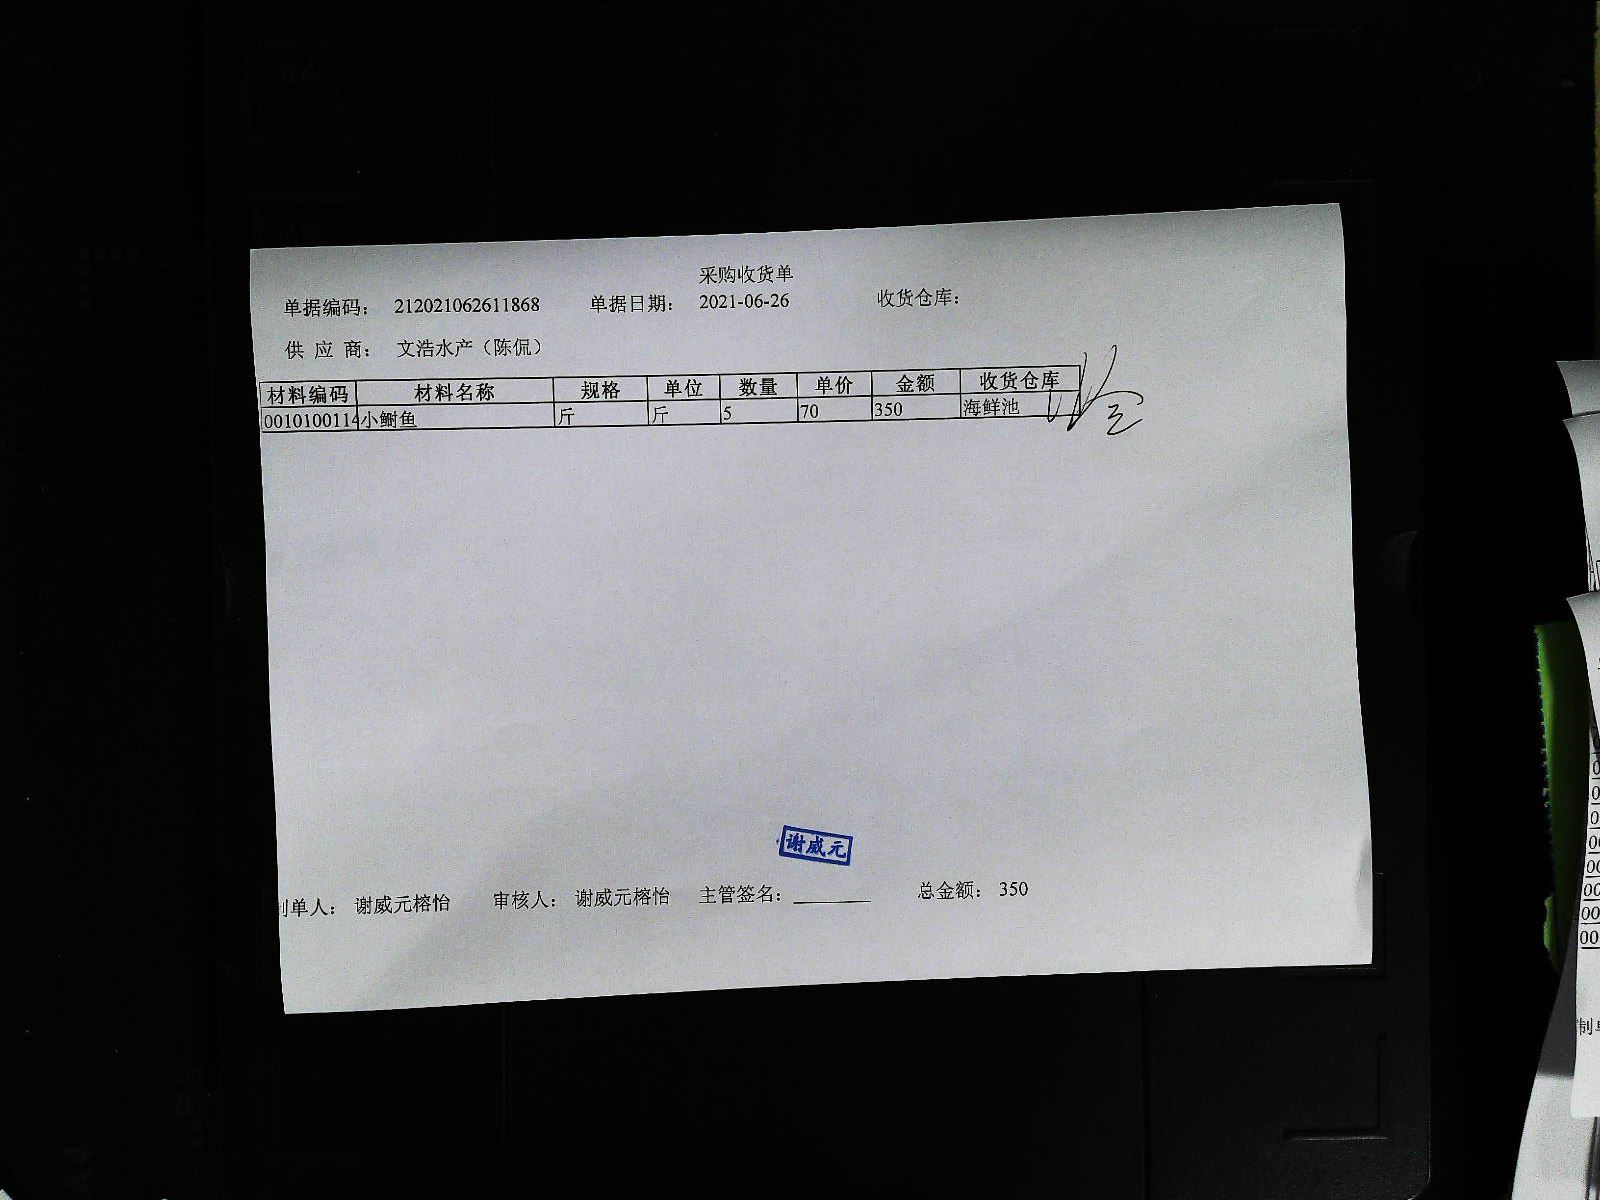 采购收货单
单据编码： 212021062611868 单据日期： 2021-06-26 收货仓库：
供 应 商： 文浩水产（陈侃）
材料编码 材料名称 规格 单位 数量 单价 金额 收货仓库
0010100114 小鲥鱼 斤 斤 5 70 350 海鲜池
谢威元
制单人： 谢威元榕怡 审核人： 谢威元榕怡 主管签名： 总金额： 350